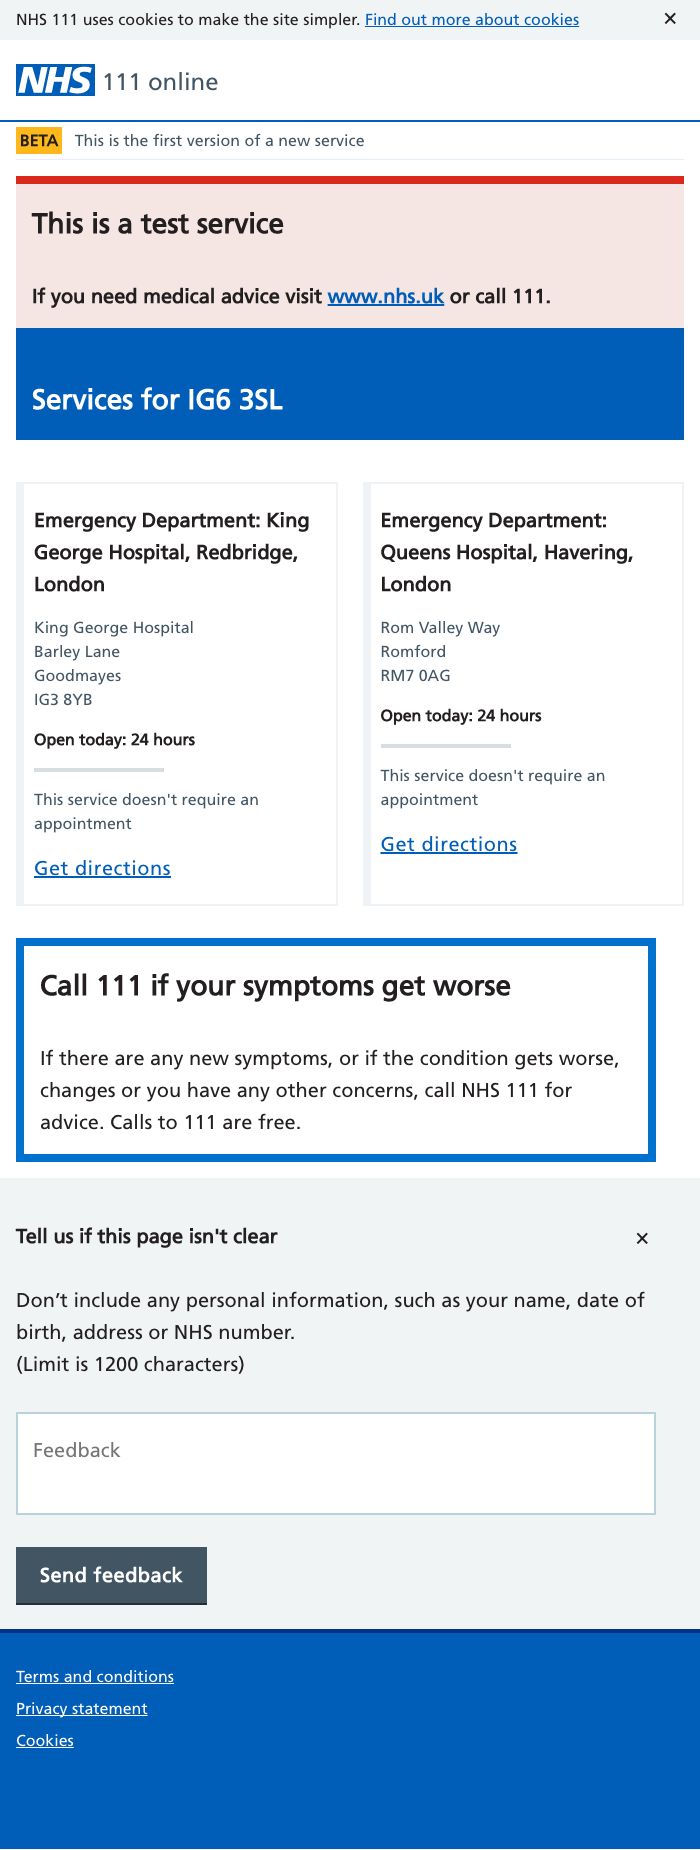 NHS 111 uses cookies to make the site simpler. Find out more about cookies ✕
NHS 111 online
BETA This is the first version of a new service
This is a test service
If you need medical advice visit www.nhs.uk or call 111.
Services for IG6 3SL
Emergency Department: King
George Hospital, Redbridge,
London
King George Hospital
Barley Lane
Goodmayes
IG3 8YB
Open today: 24 hours
This service doesn't require an
appointment
Get directions
Emergency Department:
Queens Hospital, Havering,
London
Rom Valley Way
Romford
RM7 0AG
Open today: 24 hours
This service doesn't require an
appointment
Get directions
Call 111 if your symptoms get worse
If there are any new symptoms, or if the condition gets worse,
changes or you have any other concerns, call NHS 111 for
advice. Calls to 111 are free.
Tell us if this page isn't clear ✕
Don’t include any personal information, such as your name, date of
birth, address or NHS number.
(Limit is 1200 characters)
Feedback
Send feedback
Terms and conditions
Privacy statement
Cookies